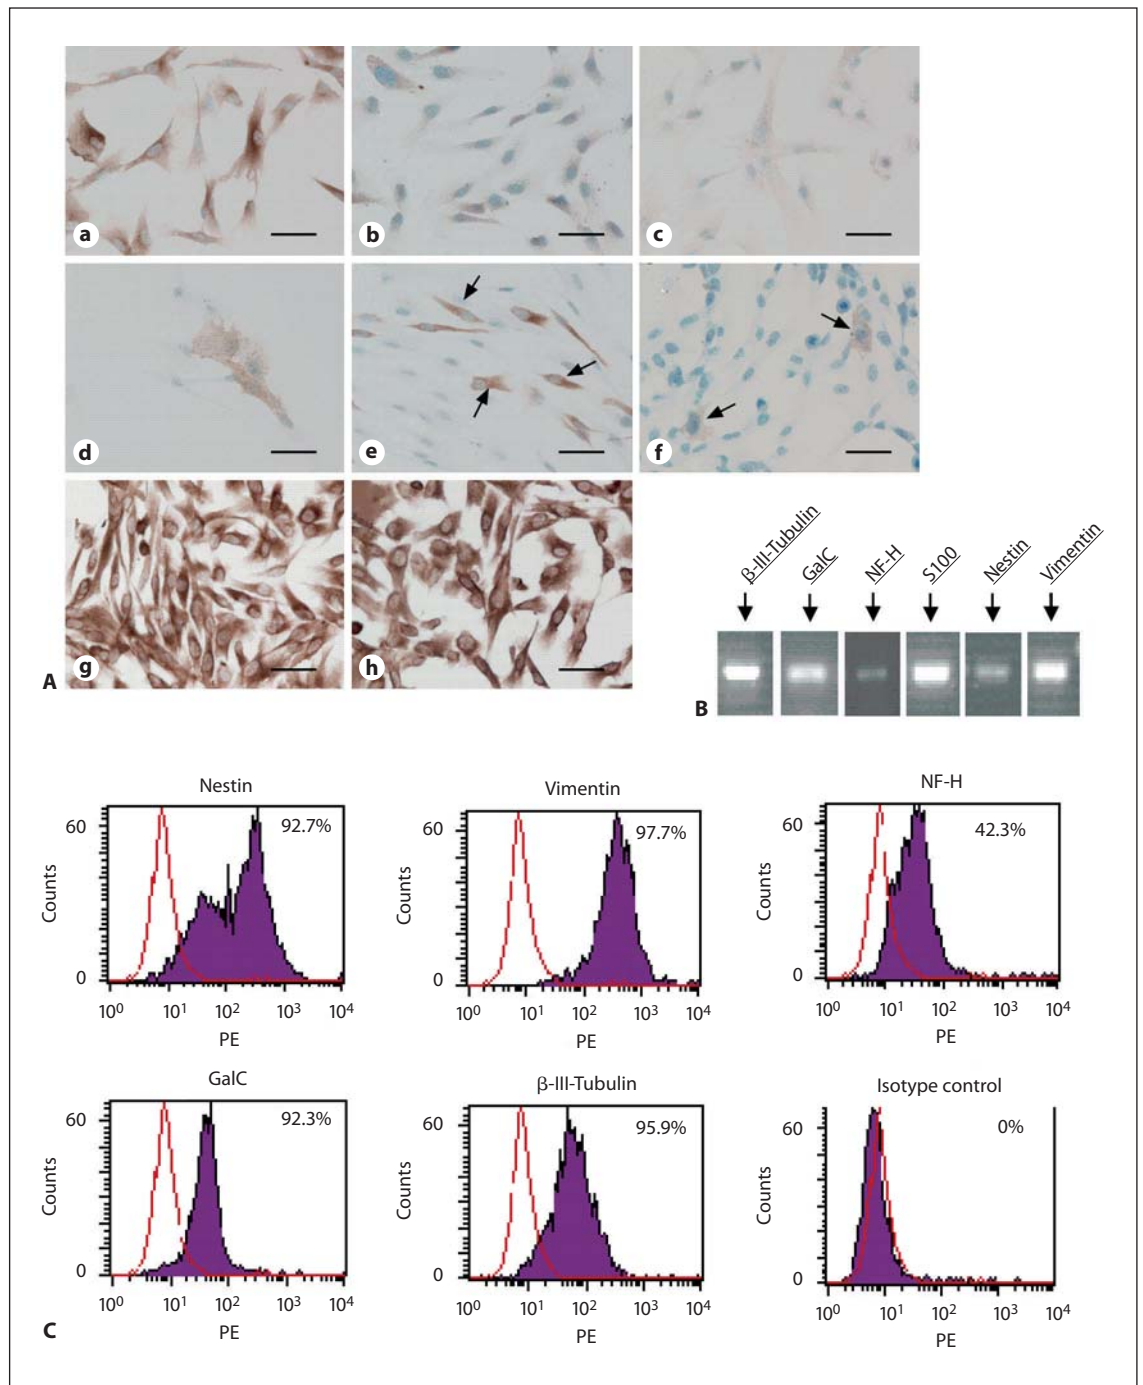 a
b
c
d
e
f
g
h
A
β-III-Tubulin
GalC
NF-H
S100
Nestin
Vimentin
B
Nestin
92.7%
60
0
Counts
10⁰ 10¹ 10² 10³ 10⁴
PE
Vimentin
97.7%
60
0
Counts
10⁰ 10¹ 10² 10³ 10⁴
PE
NF-H
42.3%
60
0
Counts
10⁰ 10¹ 10² 10³ 10⁴
PE
GalC
92.3%
60
0
Counts
10⁰ 10¹ 10² 10³ 10⁴
PE
β-III-Tubulin
95.9%
60
0
Counts
10⁰ 10¹ 10² 10³ 10⁴
PE
Isotype control
0%
60
0
Counts
10⁰ 10¹ 10² 10³ 10⁴
PE
C